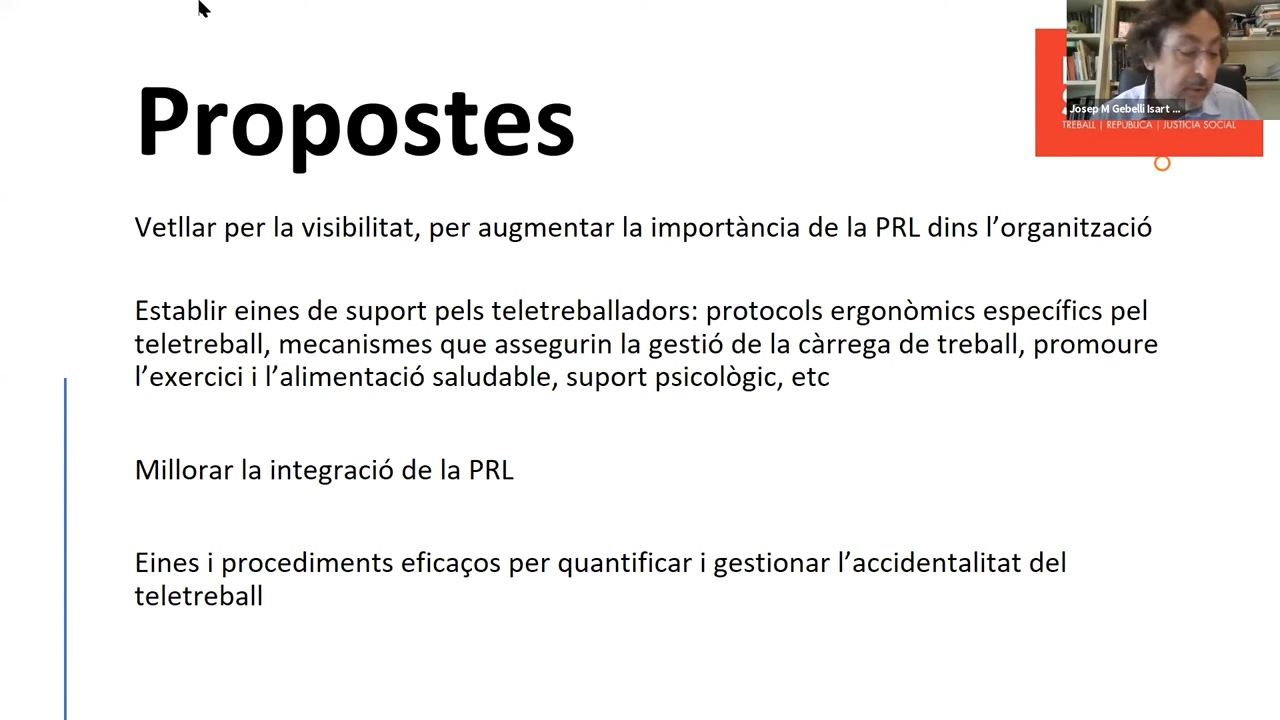 Propostes
Josep M Gebelli Isart ...
TREBALL | REPÚBLICA | JUSTÍCIA SOCIAL
Vetllar per la visibilitat, per augmentar la importància de la PRL dins l’organització
Establir eines de suport pels teletreballadors: protocols ergonòmics específics pel
teletreball, mecanismes que assegurin la gestió de la càrrega de treball, promoure
l’exercici i l’alimentació saludable, suport psicològic, etc
Millorar la integració de la PRL
Eines i procediments eficaços per quantificar i gestionar l’accidentalitat del
teletreball